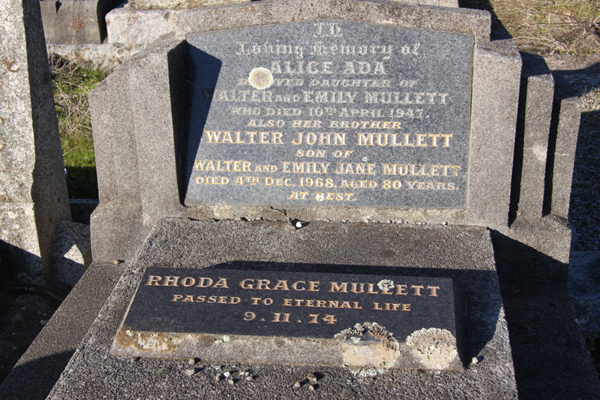 In
Loving Memory of
ALICE ADA
BELOVED DAUGHTER OF
WALTER AND EMILY MULLETT
WHO DIED 10TH APRIL 1947.
ALSO HER BROTHER
WALTER JOHN MULLETT
SON OF
WALTER AND EMILY JANE MULLETT
DIED 4TH DEC. 1968, AGED 80 YEARS.
AT REST.
RHODA GRACE MULLETT
PASSED TO ETERNAL LIFE
9.11.74